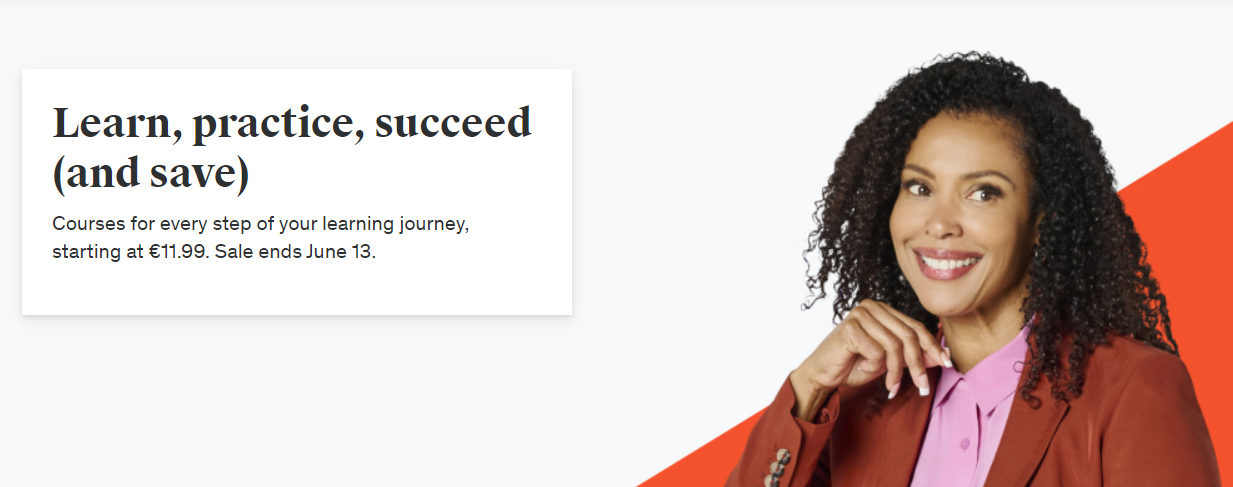 Learn, practice, succeed
(and save)
Courses for every step of your learning journey,
starting at €11.99. Sale ends June 13.